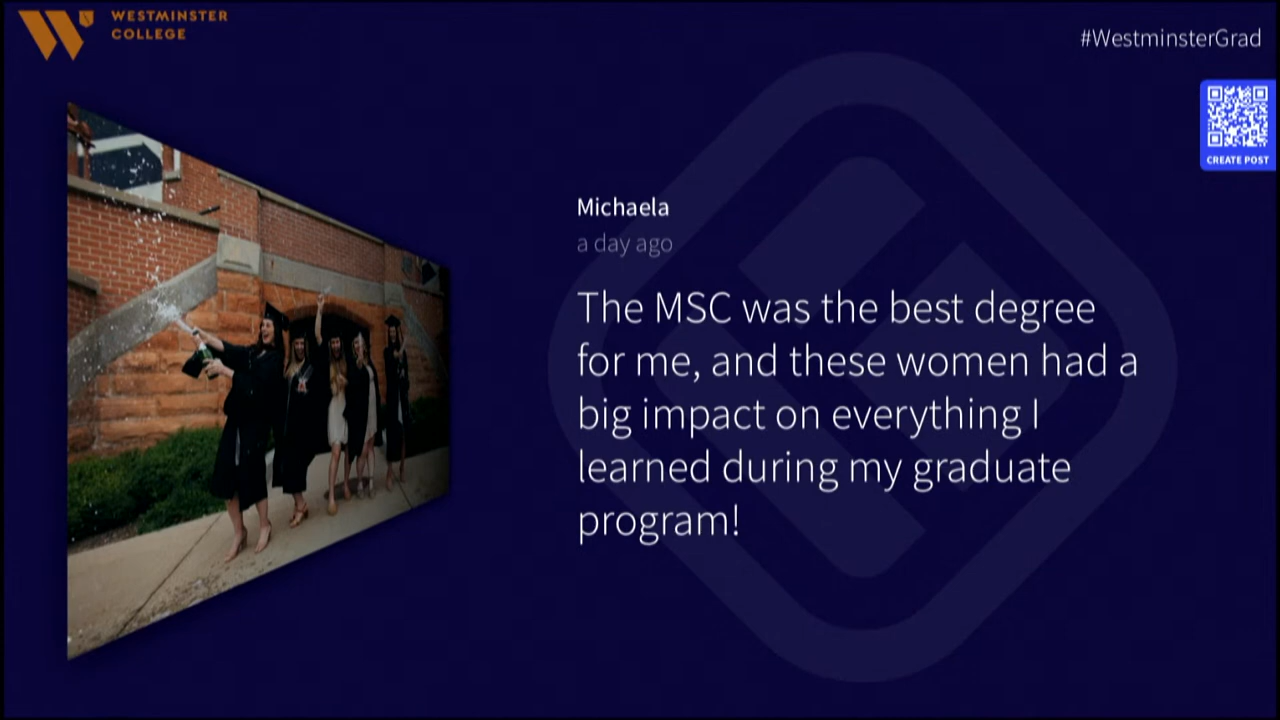 WESTMINSTER
COLLEGE
#WestminsterGrad
CREATE POST
Michaela
a day ago
The MSC was the best degree
for me, and these women had a
big impact on everything I
learned during my graduate
program!